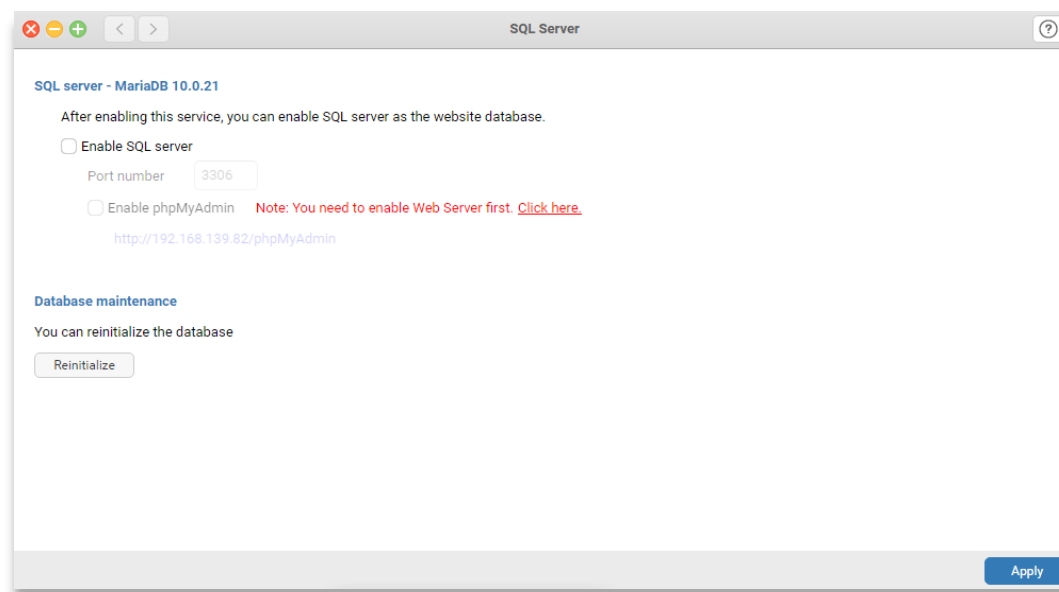 SQL Server
?
SQL server - MariaDB 10.0.21
After enabling this service, you can enable SQL server as the website database.
Enable SQL server
Port number 3306
Enable phpMyAdmin Note: You need to enable Web Server first. Click here.
http://192.168.139.82/phpMyAdmin
Database maintenance
You can reinitialize the database
Reinitialize
Apply